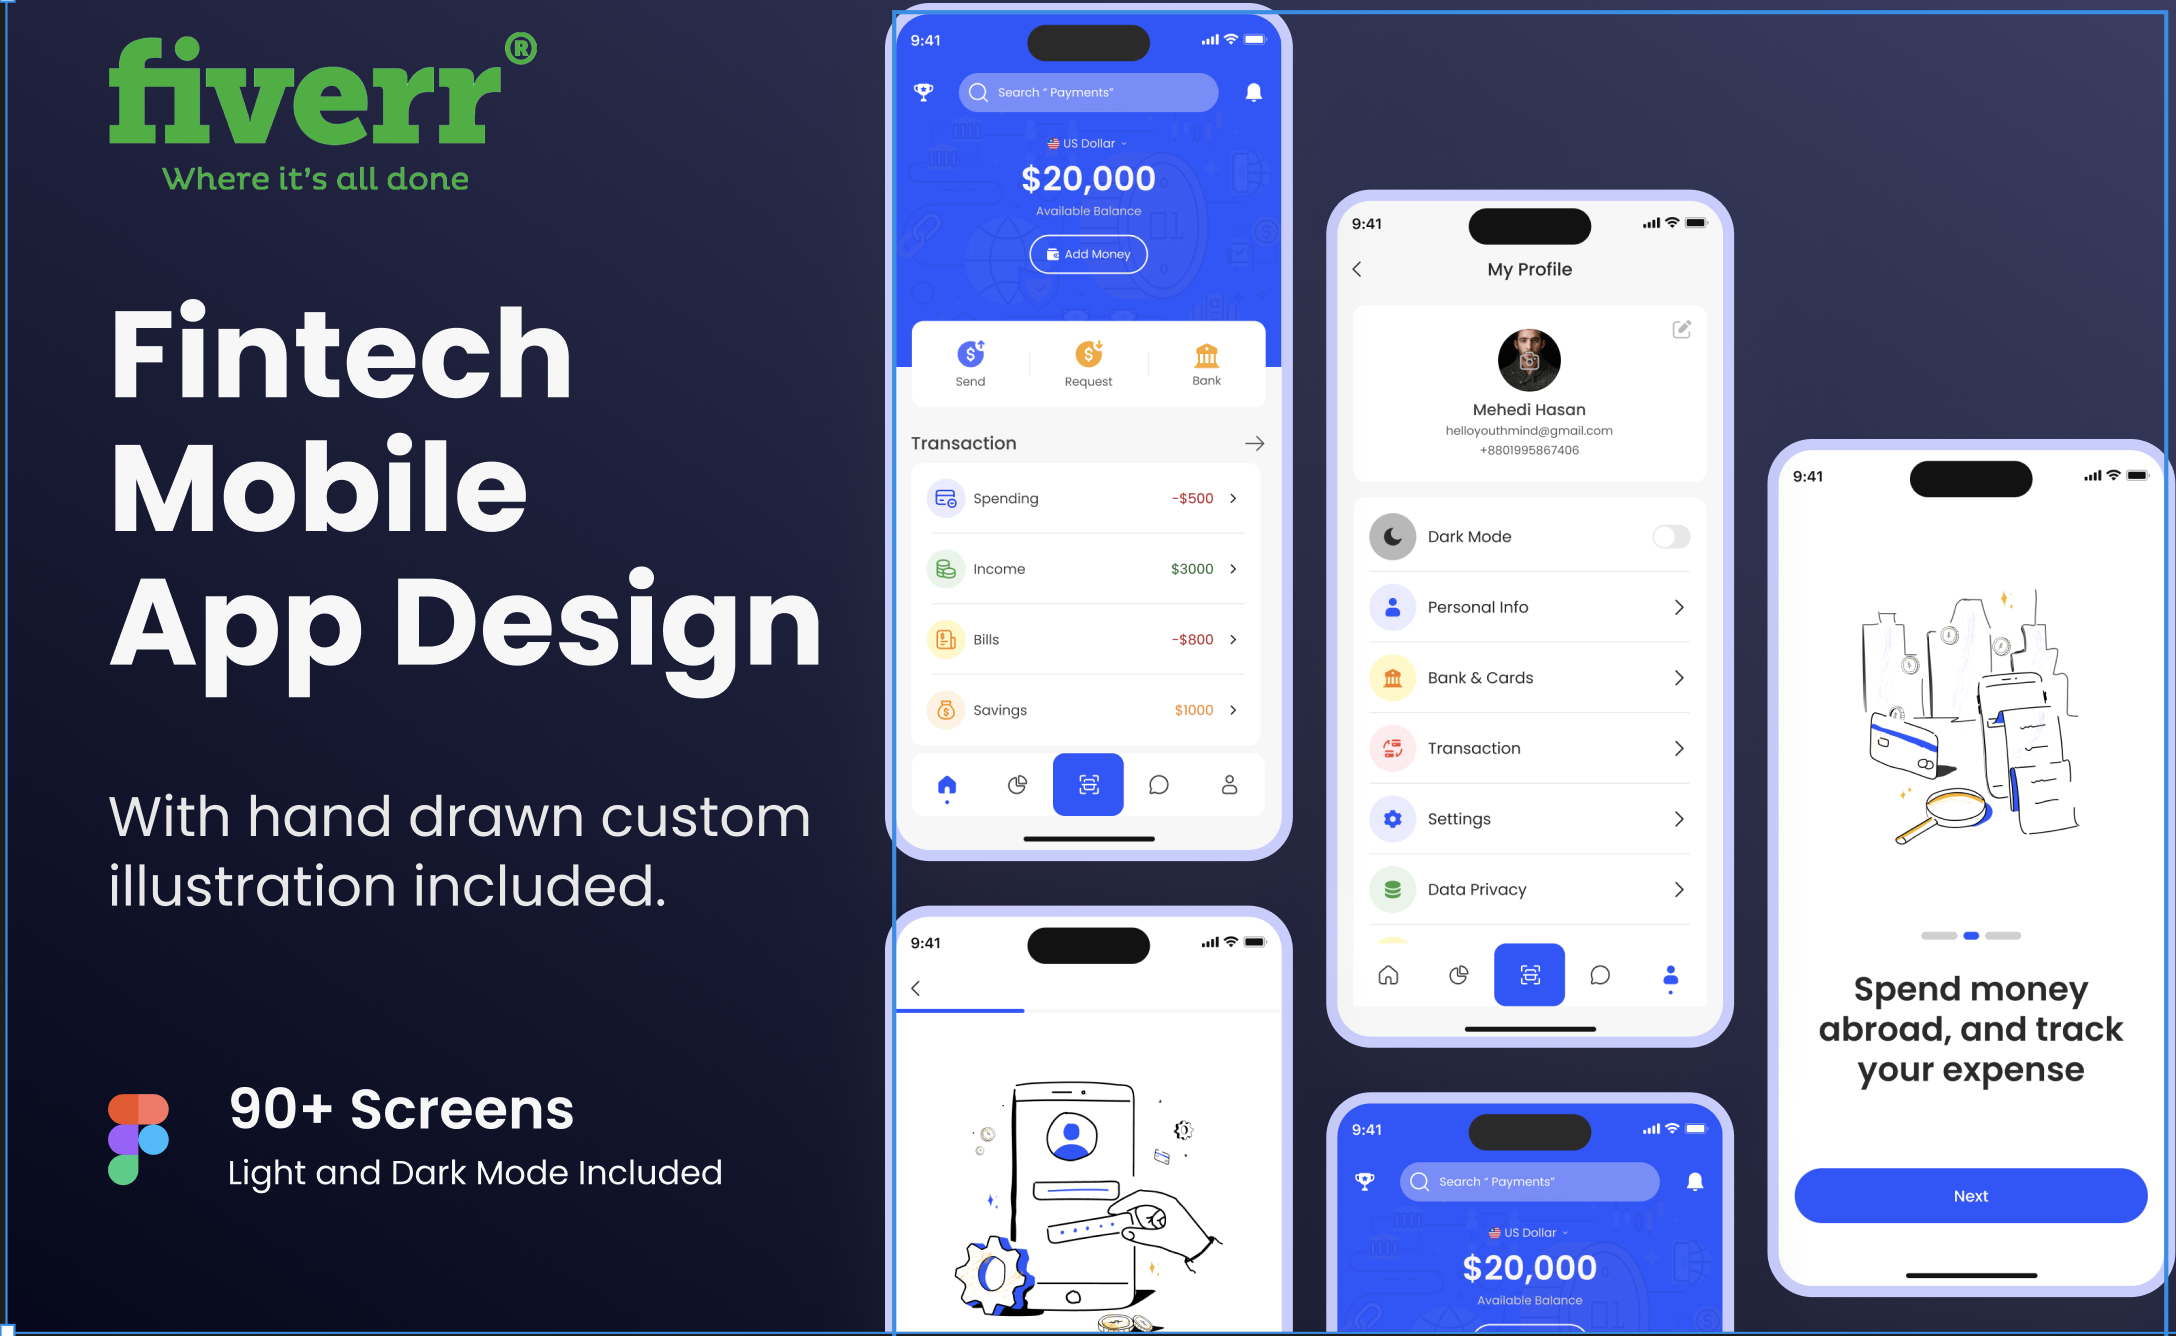 fiverr®
Where it's all done
Fintech
Mobile
App Design
With hand drawn custom
illustration included.
90+ Screens
Light and Dark Mode Included
9:41
Search “ Payments”
US Dollar
$20,000
Available Balance
Add Money
Send
Request
Bank
Transaction
Spending
-$500
Income
$3000
Bills
-$800
Savings
$1000
9:41
9:41
My Profile
Mehedi Hasan
helloyouthmind@gmail.com
+8801995867406
Dark Mode
Personal Info
Bank & Cards
Transaction
Settings
Data Privacy
9:41
Search “ Payments”
US Dollar
$20,000
Available Balance
9:41
Spend money
abroad, and track
your expense
Next